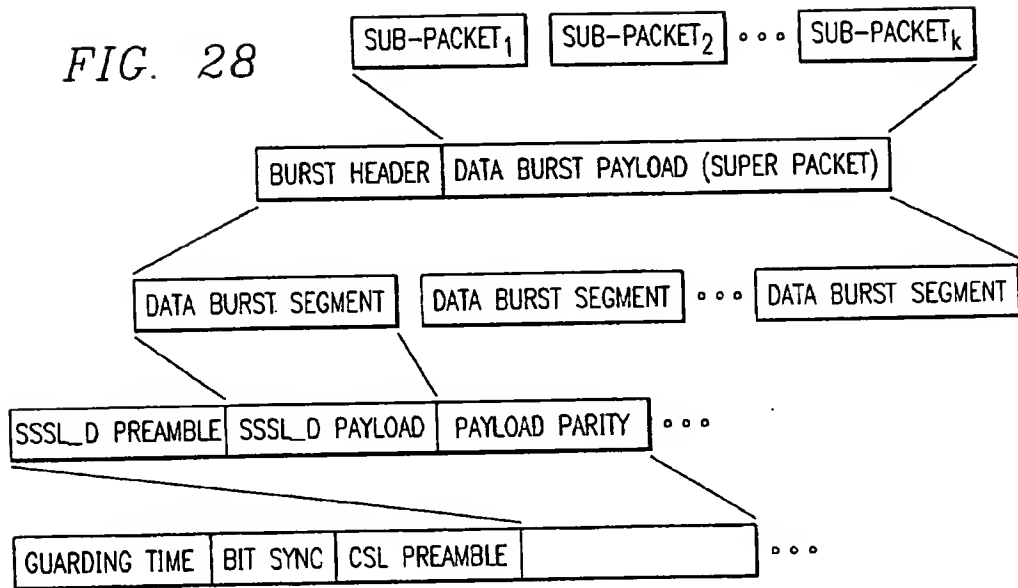 FIG. 28
SUB-PACKET1 SUB-PACKET2 ∘∘∘ SUB-PACKETk
BURST HEADER DATA BURST PAYLOAD (SUPER PACKET)
DATA BURST SEGMENT DATA BURST SEGMENT ∘∘∘ DATA BURST SEGMENT
SSSL_D PREAMBLE SSSL_D PAYLOAD PAYLOAD PARITY ∘∘∘
GUARDING TIME BIT SYNC CSL PREAMBLE ∘∘∘